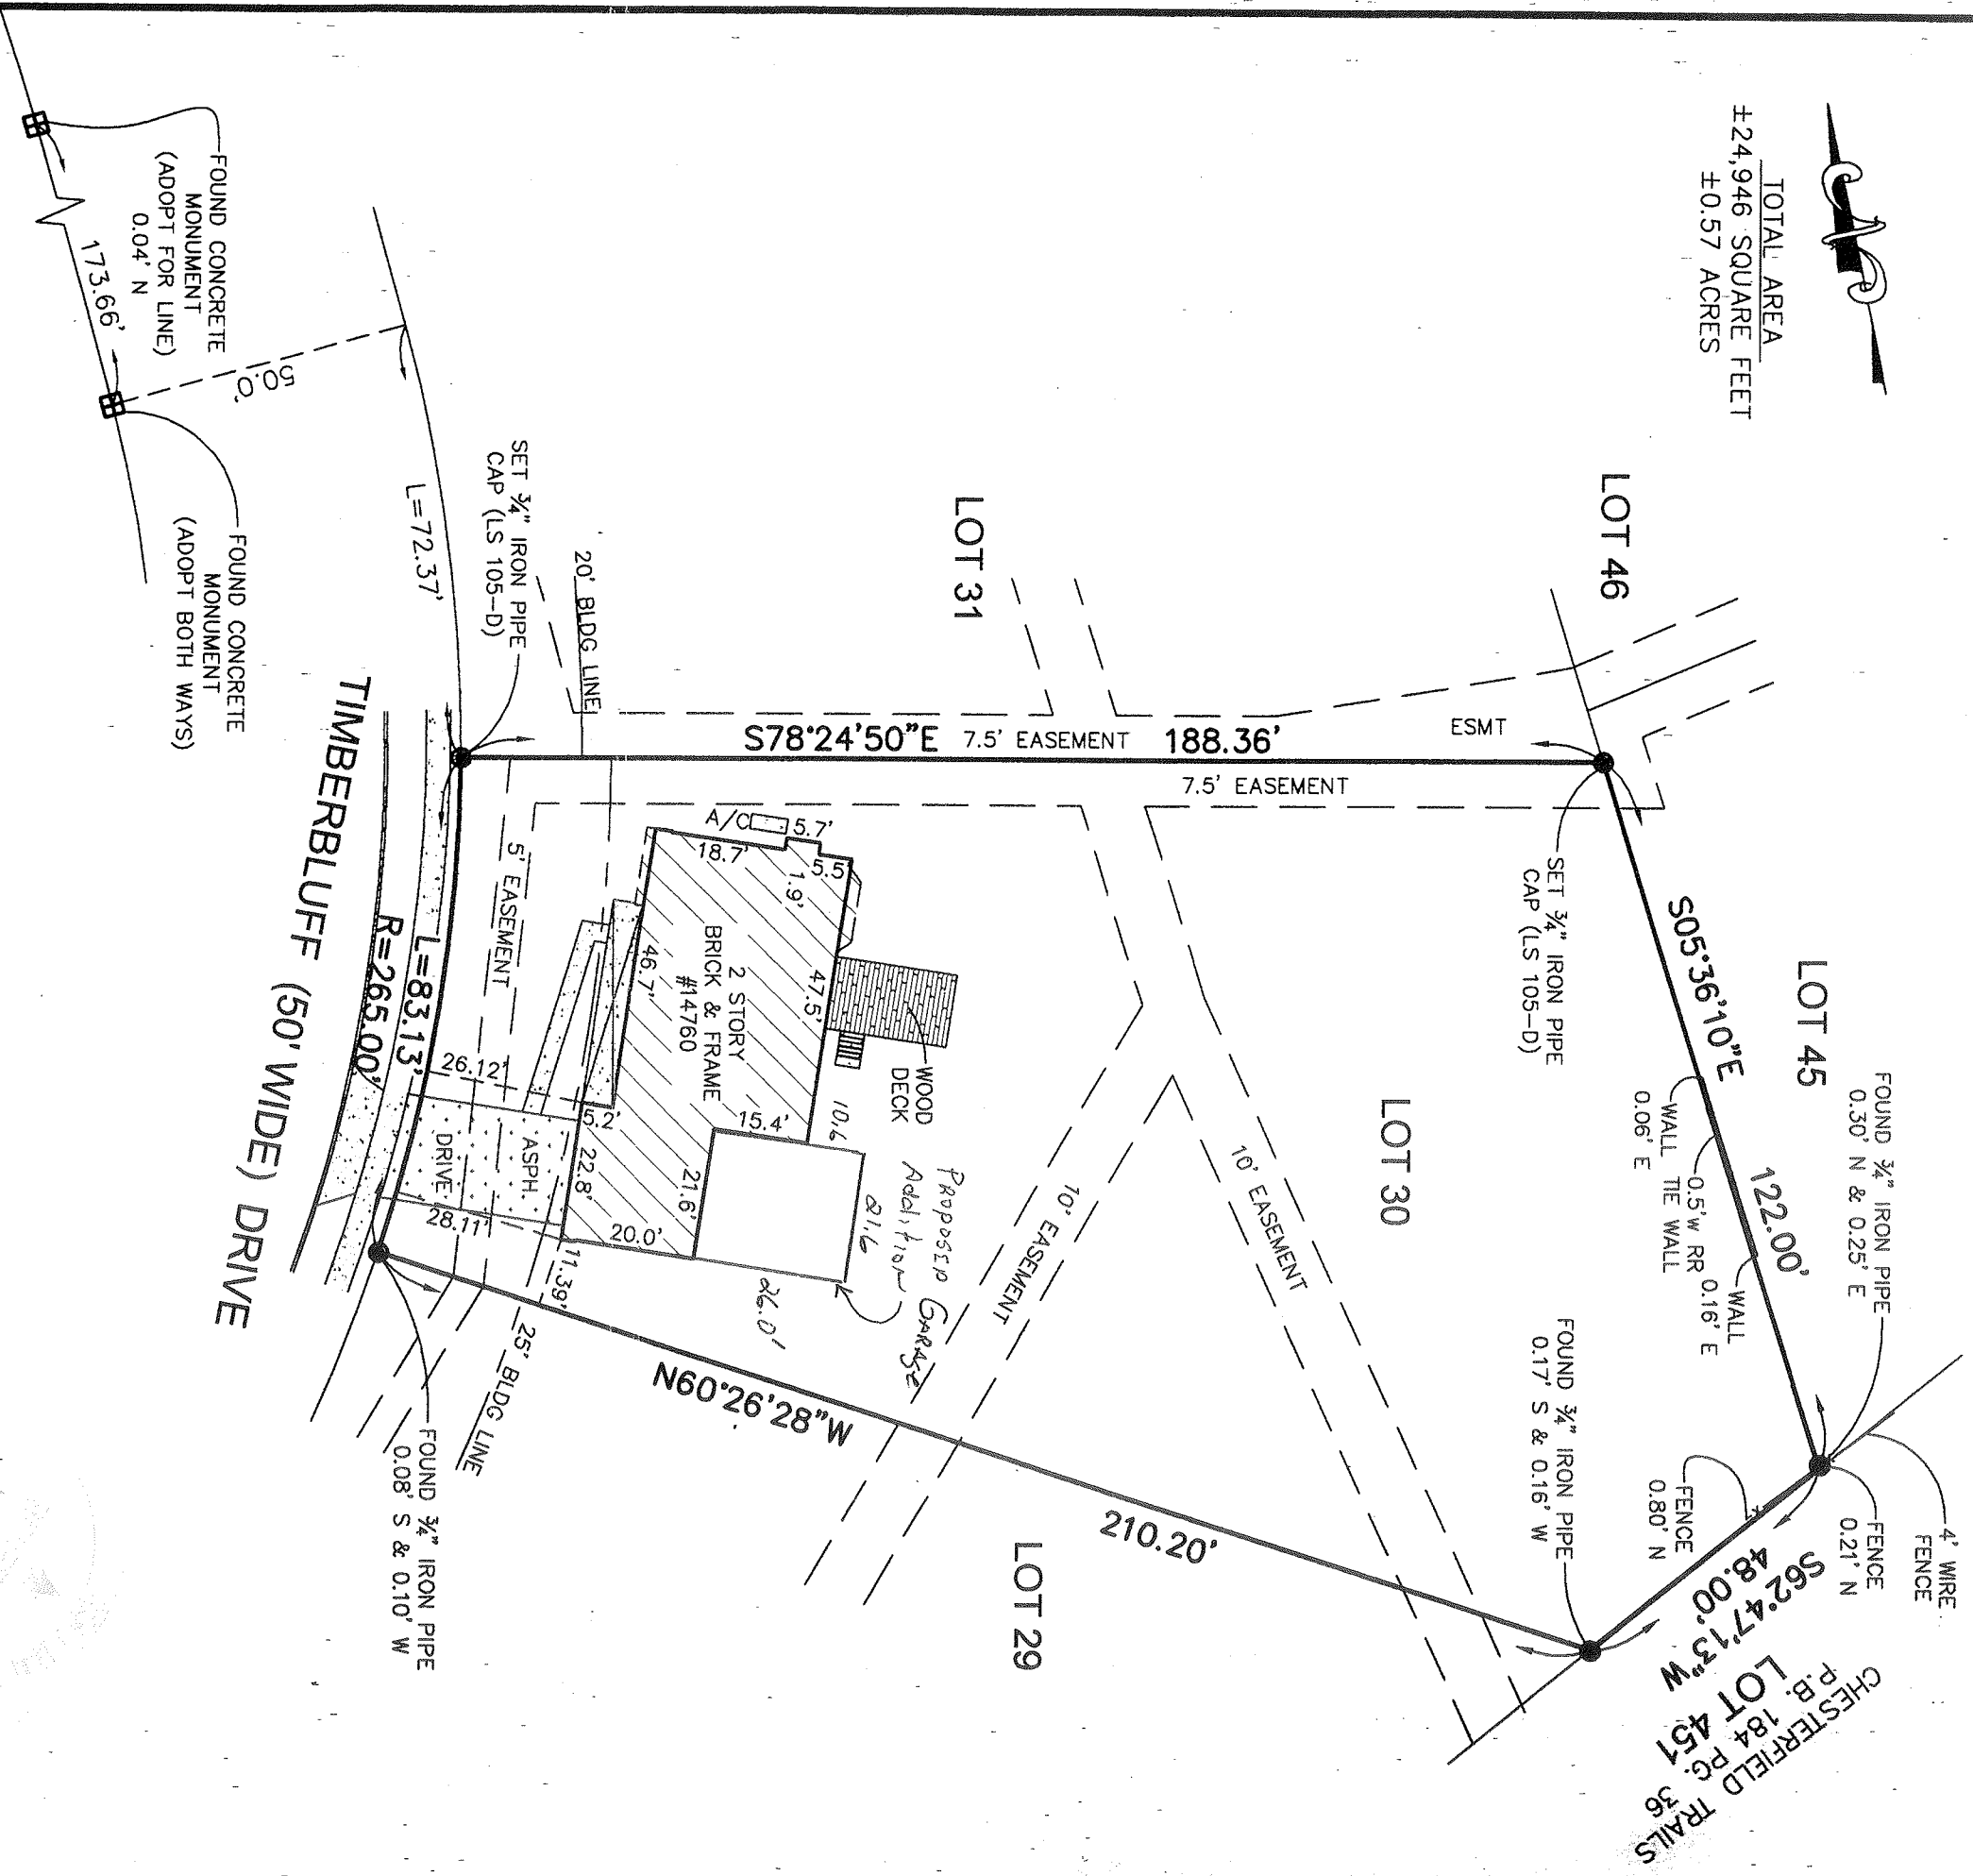 TOTAL AREA
±24,946 SQUARE FEET
±0.57 ACRES
LOT 46
LOT 45
LOT 31
LOT 30
LOT 29
S05°36'10"E
122.00'
SET ¾" IRON PIPE
CAP (LS 105-D)
WALL
0.06' E
0.5'w RR
TIE WALL
WALL
0.16' E
FOUND ¾" IRON PIPE
0.30' N & 0.25' E
4' WIRE
FENCE
FENCE
0.21' N
FENCE
0.80' N
S62°47'13"W
48.00'
LOT 451
CHESTERFIELD TRAILS
P.B. 184 PG. 36
FOUND ¾" IRON PIPE
0.17' S & 0.16' W
S78°24'50"E
7.5' EASEMENT
188.36'
ESMT
7.5' EASEMENT
10' EASEMENT
10' EASEMENT
N60°26'28"W
210.20'
PROPOSED GARAGE
Addition
21.6
26.0'
10.6
WOOD
DECK
A/C
5.7'
18.7'
5.5'
1.9'
47.5'
46.7'
2 STORY
BRICK & FRAME
#14760
15.4'
21.6'
20.0'
5.2'
22.8'
11.39'
ASPH.
DRIVE
26.12'
28.11'
5' EASEMENT
20' BLDG LINE
25' BLDG LINE
SET ¾" IRON PIPE
CAP (LS 105-D)
FOUND ¾" IRON PIPE
0.08' S & 0.10' W
L=72.37'
L=83.13'
R=265.00'
TIMBERBLUFF (50' WIDE) DRIVE
50.0'
173.66'
FOUND CONCRETE
MONUMENT
(ADOPT FOR LINE)
0.04' N
FOUND CONCRETE
MONUMENT
(ADOPT BOTH WAYS)